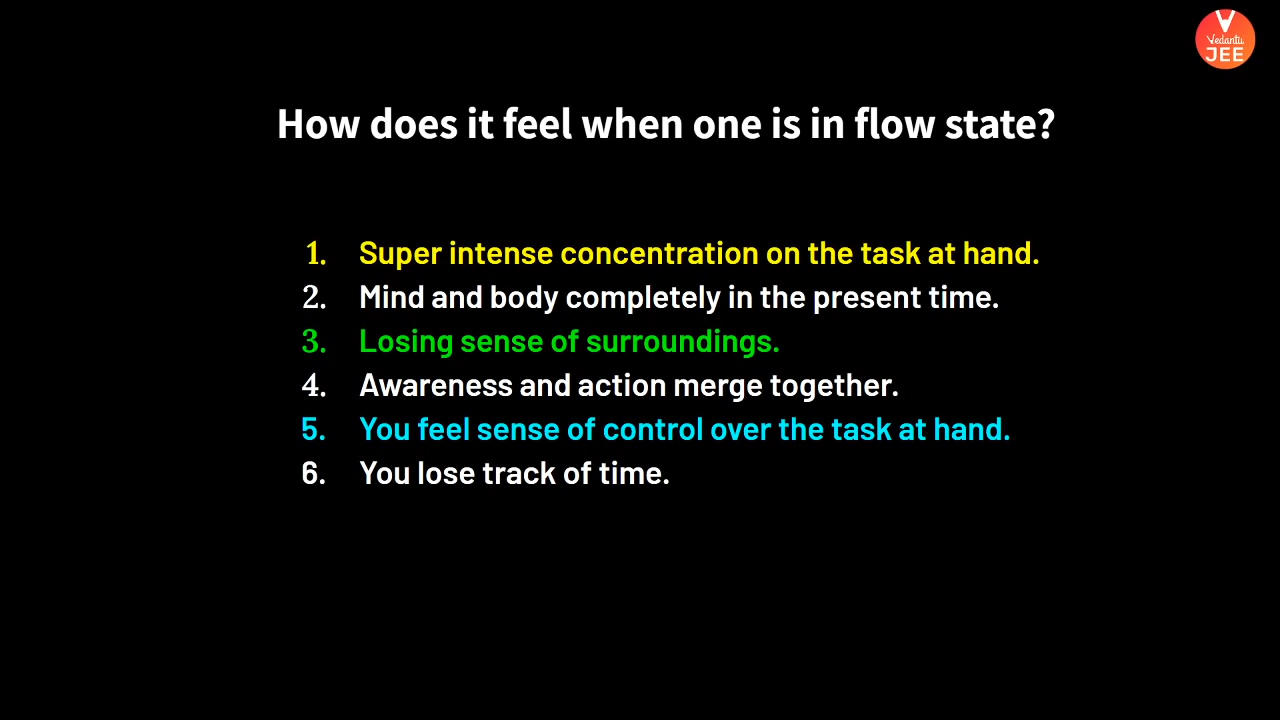 Vedantu
JEE
How does it feel when one is in flow state?
1. Super intense concentration on the task at hand.
2. Mind and body completely in the present time.
3. Losing sense of surroundings.
4. Awareness and action merge together.
5. You feel sense of control over the task at hand.
6. You lose track of time.